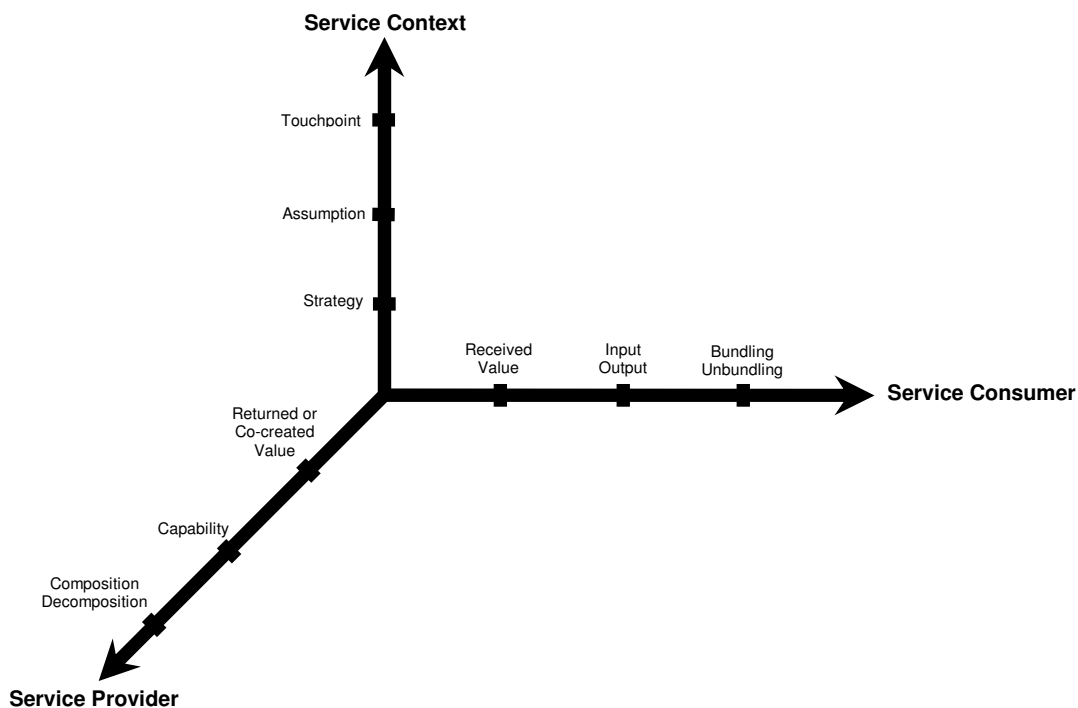 Service Context
Touchpoint
Assumption
Strategy
Received
Value
Input
Output
Bundling
Unbundling
Service Consumer
Returned or
Co-created
Value
Capability
Composition
Decomposition
Service Provider